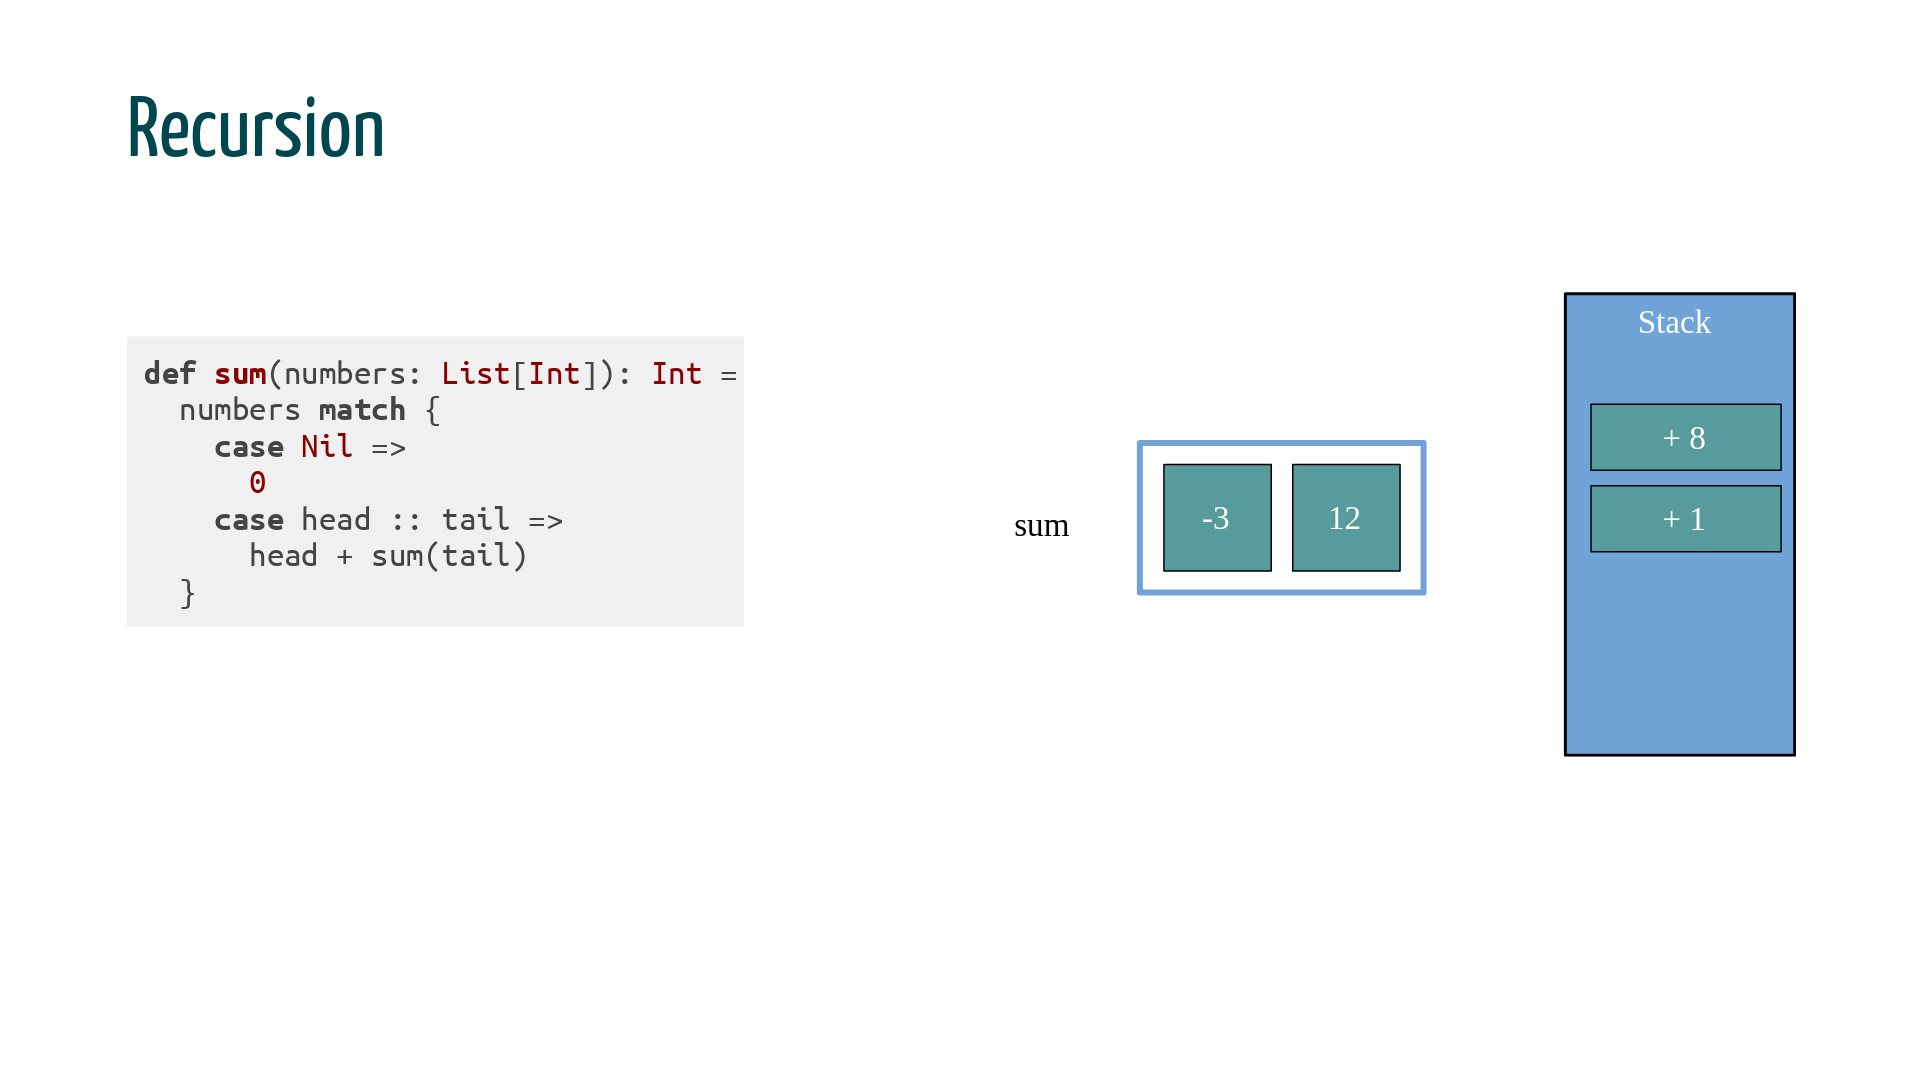 Recursion
def sum(numbers: List[Int]): Int =
  numbers match {
    case Nil =>
      0
    case head :: tail =>
      head + sum(tail)
  }
sum
-3
12
Stack
+ 8
+ 1